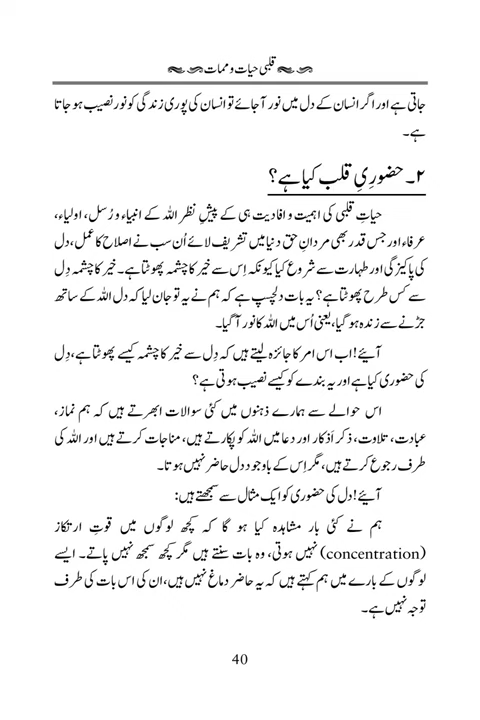 قلبی حیات و ممات
جاتی ہے اور اگر انسان کے دل میں نور آ جائے تو انسان کی پوری زندگی کو نور نصیب ہو جاتا
ہے۔
۲۔ حضوریِ قلب کیا ہے؟
حیاتِ قلبی کی اہمیت و افادیت ہی کے پیشِ نظر اللہ کے انبیاء و رُسل، اولیاء،
عرفاء اور جس قدر بھی مردانِ حق دنیا میں تشریف لائے اُن سب نے اصلاح کا عمل، دل
کی پاکیزگی اور طہارت سے شروع کیا کیونکہ اِس سے خیر کا چشمہ پھوٹتا ہے۔ خیر کا چشمہ دِل
سے کس طرح پھوٹتا ہے؟ یہ بات دلچسپ ہے کہ ہم نے یہ تو جان لیا کہ دل اللہ کے ساتھ
جڑنے سے زندہ ہو گیا، یعنی اُس میں اللہ کا نور آ گیا۔
آیئے! اب اس امر کا جائزہ لیتے ہیں کہ دِل سے خیر کا چشمہ کیسے پھوٹتا ہے، دِل
کی حضوری کیا ہے اور یہ بندے کو کیسے نصیب ہوتی ہے؟
اس حوالے سے ہمارے ذہنوں میں کئی سوالات ابھرتے ہیں کہ ہم نماز،
عبادت، تلاوت، ذکر اَذکار اور دعا میں اللہ کو پکارتے ہیں، مناجات کرتے ہیں اور اللہ کی
طرف رجوع کرتے ہیں، مگر اِس کے باوجود دل حاضر نہیں ہوتا۔
آیئے! دل کی حضوری کو ایک مثال سے سمجھتے ہیں:
ہم نے کئی بار مشاہدہ کیا ہو گا کہ کچھ لوگوں میں قوتِ ارتکاز
(concentration) نہیں ہوتی، وہ بات سنتے ہیں مگر کچھ سمجھ نہیں پاتے۔ ایسے
لوگوں کے بارے میں ہم کہتے ہیں کہ یہ حاضر دماغ نہیں ہیں، ان کی اس بات کی طرف
توجہ نہیں ہے۔
40